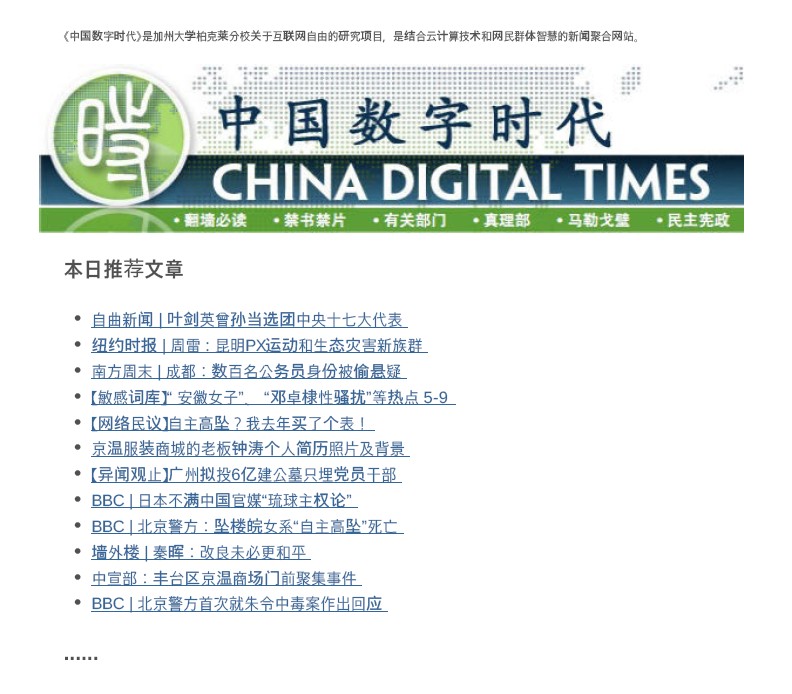 《中国数字时代》是加州大学柏克莱分校关于互联网自由的研究项目，是结合云计算技术和网民群体智慧的新闻聚合网站。
時
中国数字时代
CHINA DIGITAL TIMES
• 翻墙必读 • 禁书禁片 • 有关部门 • 真理部 • 马勒戈壁 • 民主宪政
本日推荐文章
• 自曲新闻 | 叶剑英曾孙当选团中央十七大代表
• 纽约时报 | 周雷：昆明PX运动和生态灾害新族群
• 南方周末 | 成都：数百名公务员身份被偷悬疑
• 【敏感词库】“ 安徽女子”、 “邓卓棣性骚扰”等热点 5-9
• 【网络民议】自主高坠？我去年买了个表！
• 京温服装商城的老板钟涛个人简历照片及背景
• 【异闻观止】广州拟投6亿建公墓只埋党员干部
• BBC | 日本不满中国官媒“琉球主权论”
• BBC | 北京警方：坠楼皖女系“自主高坠”死亡
• 墙外楼 | 秦晖：改良未必更和平
• 中宣部：丰台区京温商场门前聚集事件
• BBC | 北京警方首次就朱令中毒案作出回应
......